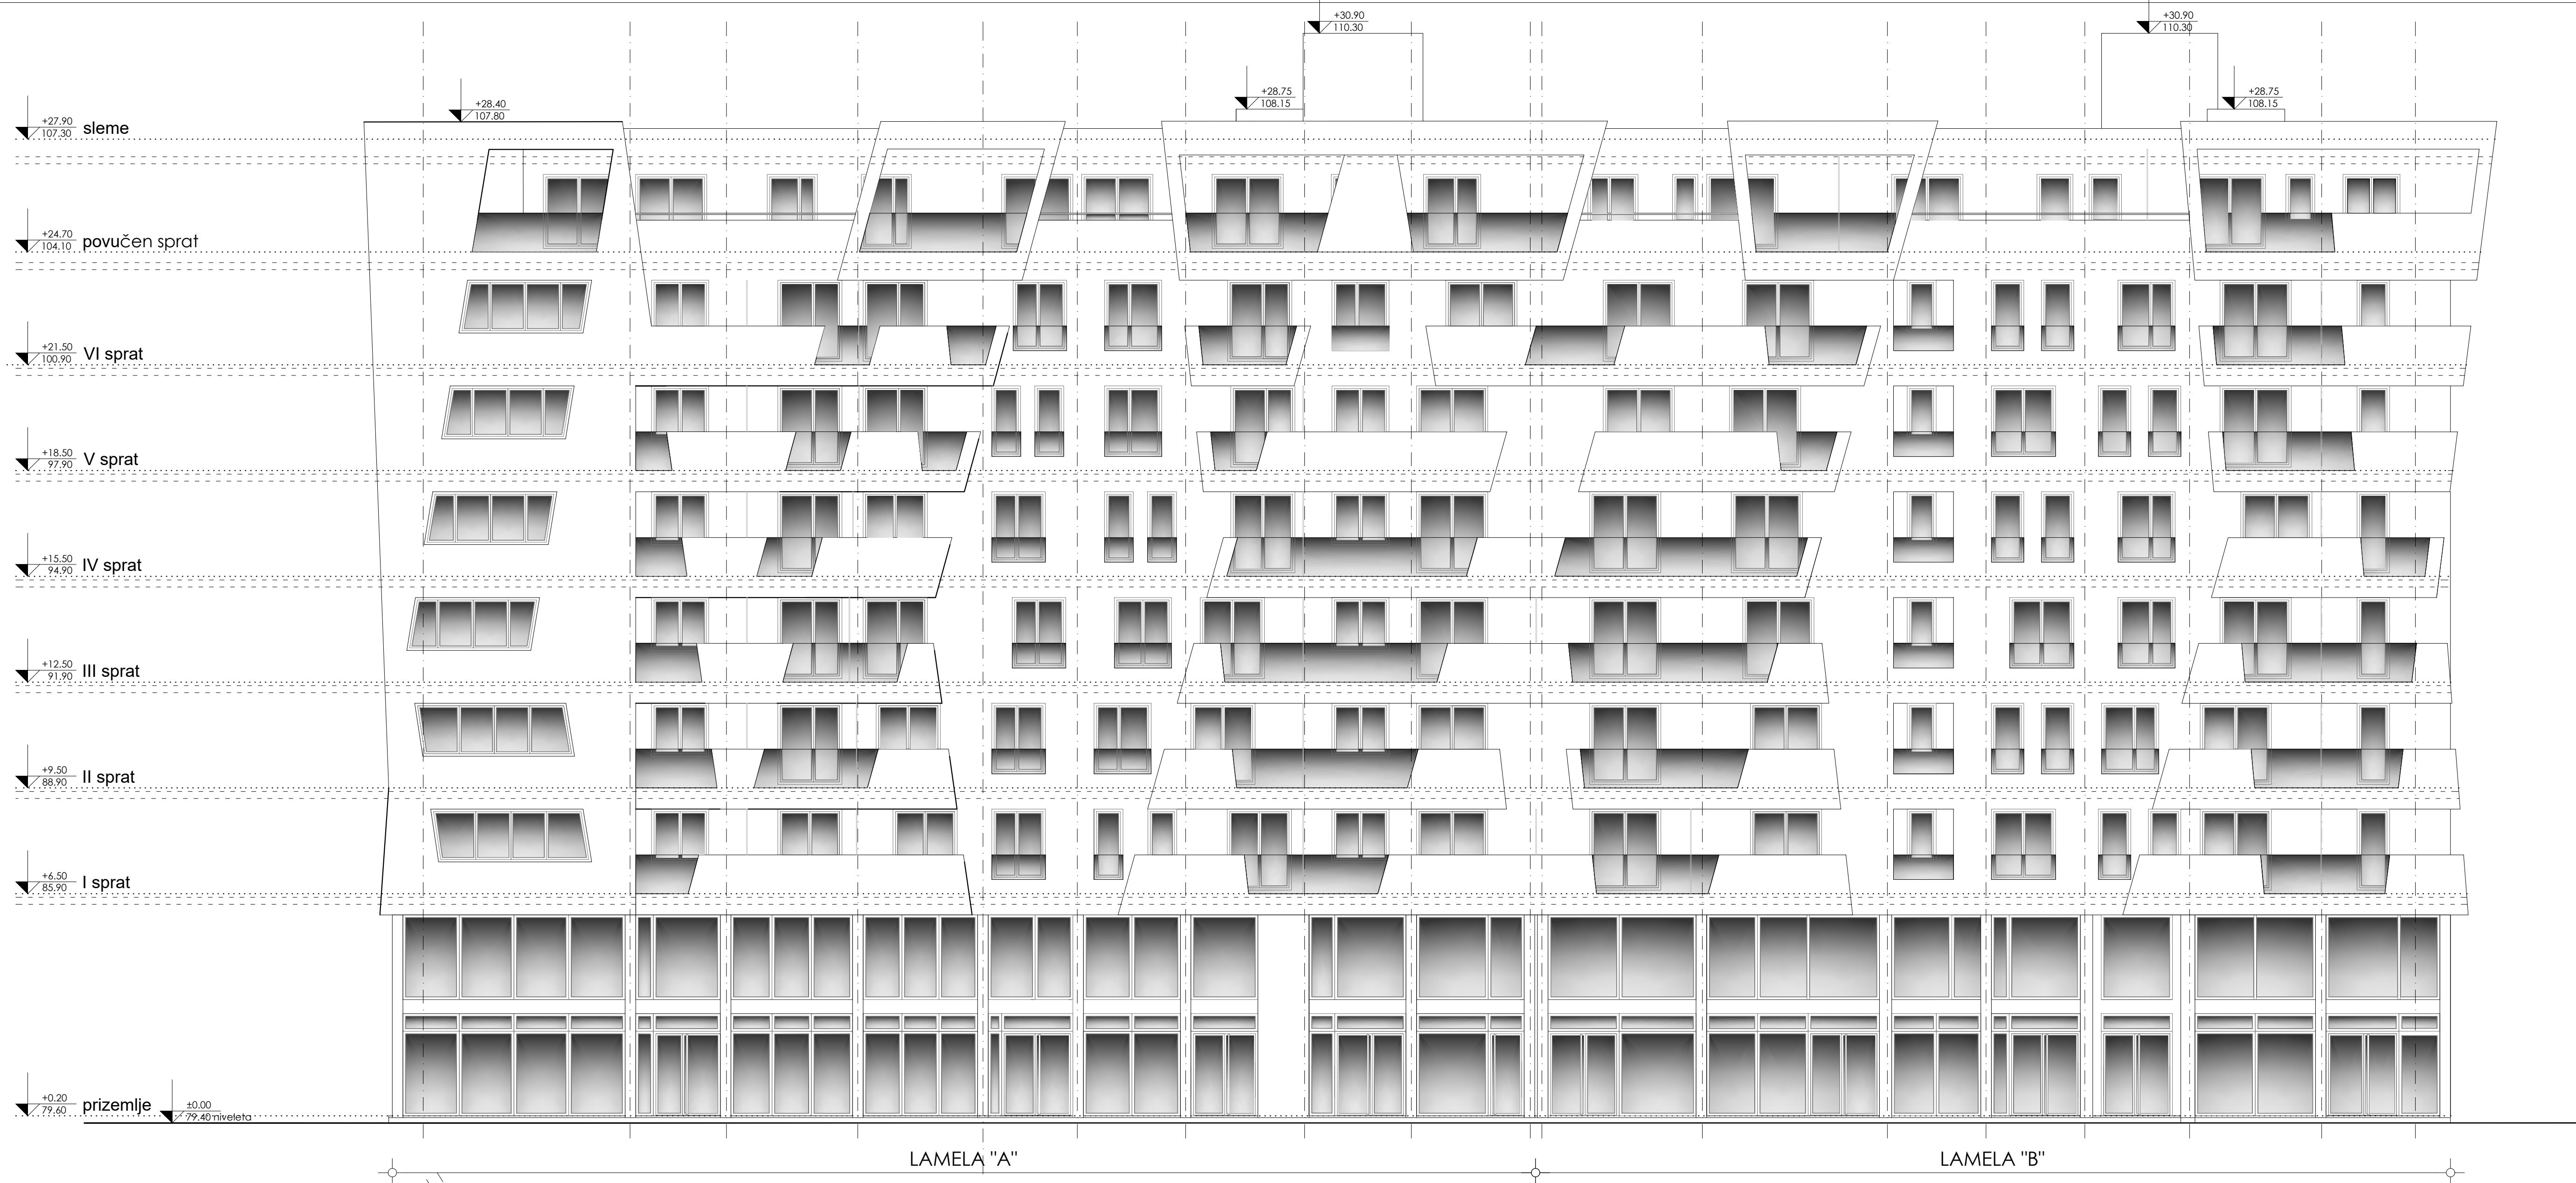 +30.90
110.30
+30.90
110.30
+28.75
108.15
+28.75
108.15
+28.40
107.80
+27.90
107.30 sleme
+24.70
104.10 povučen sprat
+21.50
100.90 VI sprat
+18.50
97.90 V sprat
+15.50
94.90 IV sprat
+12.50
91.90 III sprat
+9.50
88.90 II sprat
+6.50
85.90 I sprat
+0.20
79.60 prizemlje
±0.00
79.40 niveleta
LAMELA "A"
LAMELA "B"